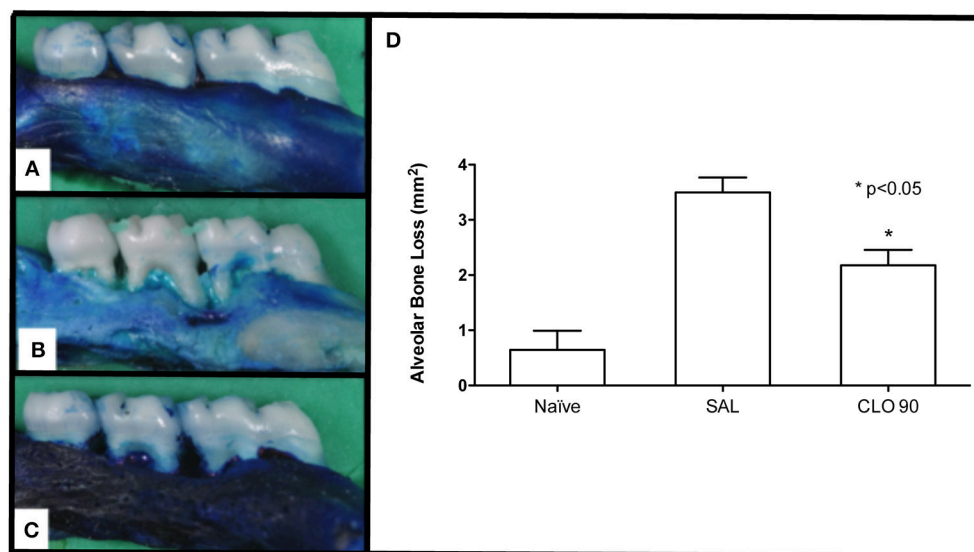 A
B
C
D
Alveolar Bone Loss (mm²)
4
3
2
1
0
* p<0.05
*
Naïve
SAL
CLO 90